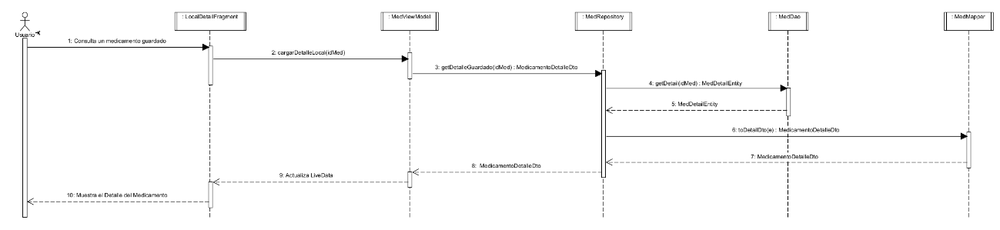 : LocalDetailFragment
: MedViewModel
: MedRepository
: MedDao
: MedMapper
Usuario
1: Consulta un medicamento guardado
2: cargarDetalleLocal(idMed)
3: getDetalleGuardado(idMed) : MedicamentoDetalleDto
4: getDetail(idMed) : MedDetailEntity
5: MedDetailEntity
6: toDetailDto(e) : MedicamentoDetalleDto
7: MedicamentoDetalleDto
8: MedicamentoDetalleDto
9: Actualiza LiveData
10: Muestra el Detalle del Medicamento